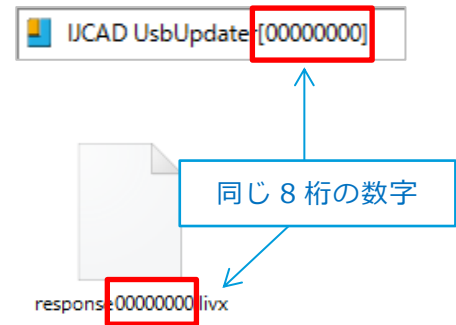 IJCAD UsbUpdater[00000000]
同じ 8 桁の数字
response00000000.livx